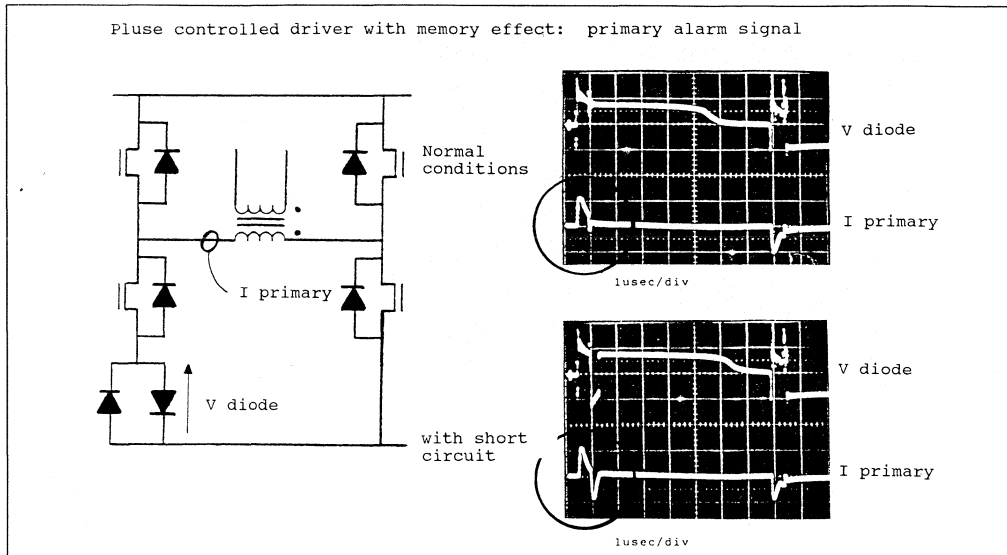 Pluse controlled driver with memory effect: primary alarm signal
Normal
conditions
V diode
I primary
1usec/div
I primary
V diode
with short
circuit
V diode
I primary
1usec/div